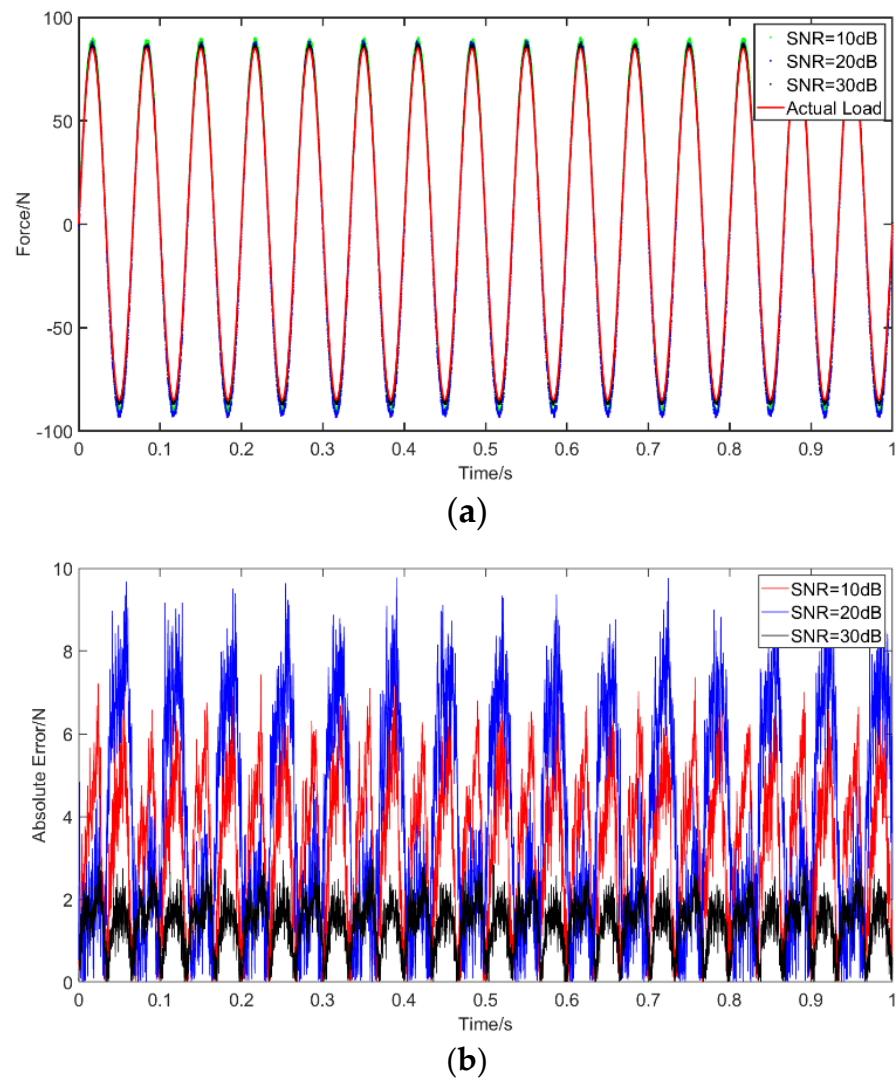 100
50
0
-50
-100
Force/N
SNR=10dB
SNR=20dB
SNR=30dB
Actual Load
0 0.1 0.2 0.3 0.4 0.5 0.6 0.7 0.8 0.9 1
Time/s
(a)
10
8
6
4
2
0
Absolute Error/N
SNR=10dB
SNR=20dB
SNR=30dB
0 0.1 0.2 0.3 0.4 0.5 0.6 0.7 0.8 0.9 1
Time/s
(b)